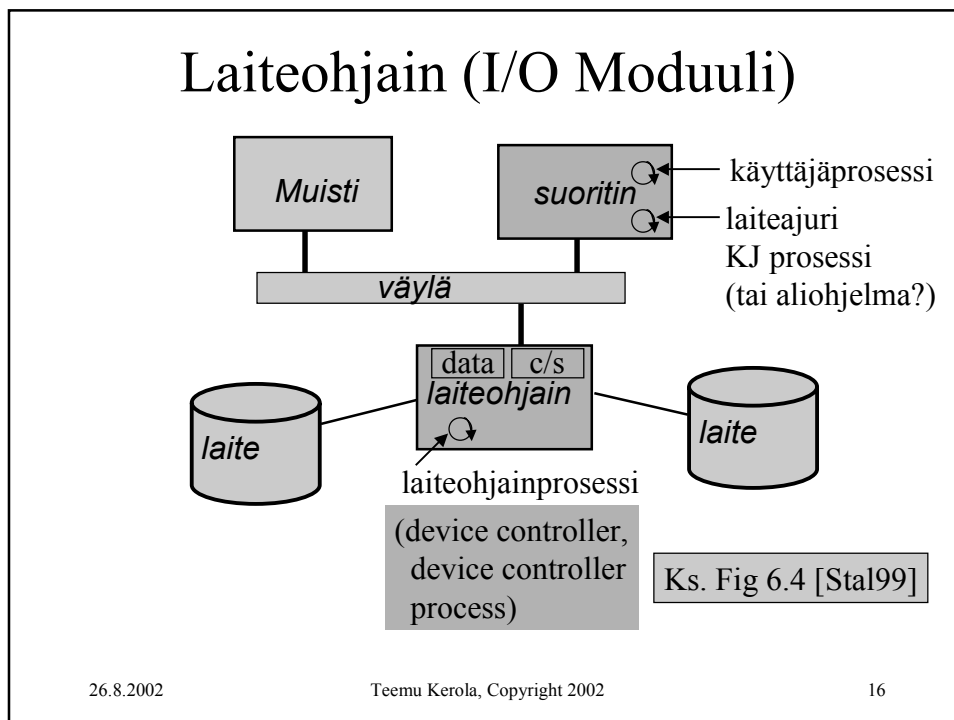 Laiteohjain (I/O Moduuli)
Muisti
suoritin
käyttäjäprosessi
laiteajuri
KJ prosessi
(tai aliohjelma?)
väylä
data
c/s
laiteohjain
laite
laite
laiteohjainprosessi
(device controller,
device controller
process)
Ks. Fig 6.4 [Stal99]
26.8.2002
Teemu Kerola, Copyright 2002
16